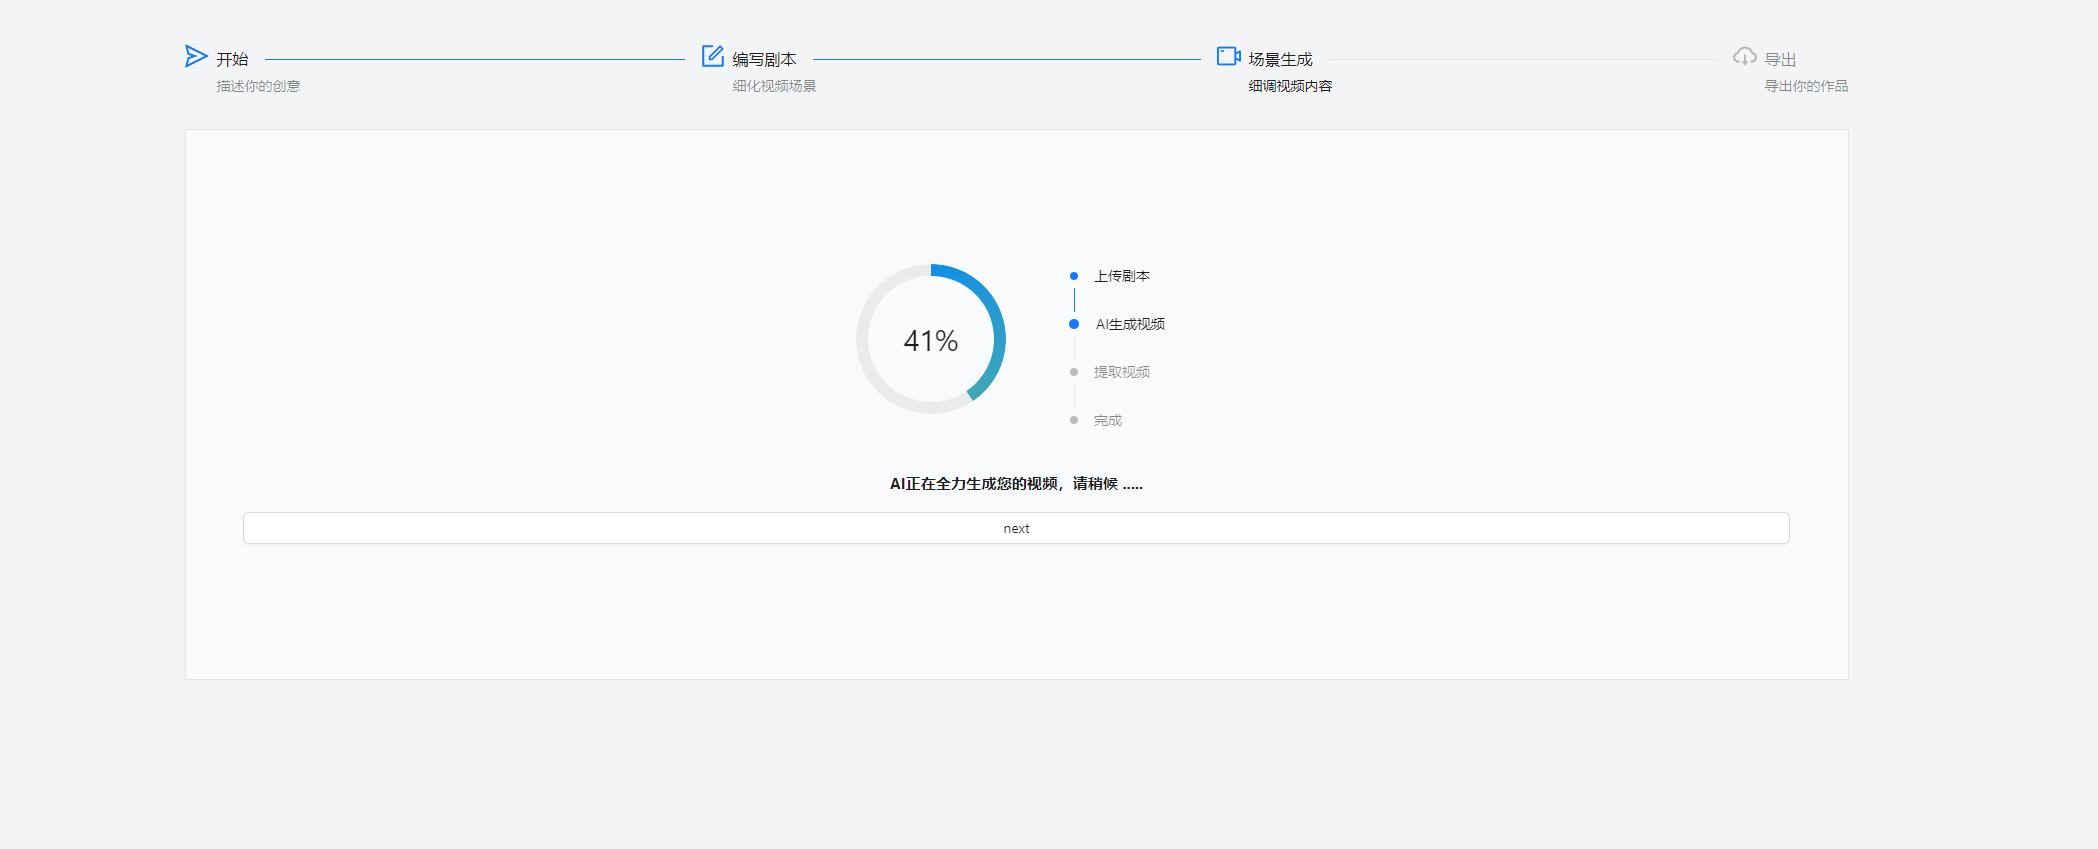 开始
描述你的创意
编写剧本
细化视频场景
场景生成
细调视频内容
导出
导出你的作品
41%
上传剧本
AI生成视频
提取视频
完成
AI正在全力生成您的视频，请稍候 .....
next